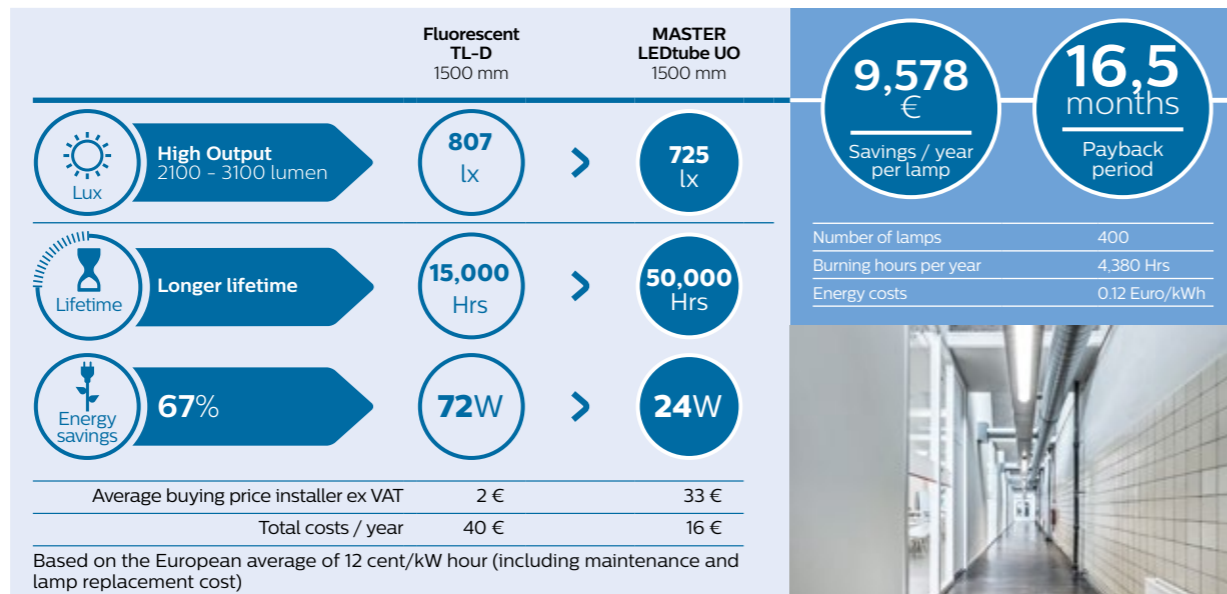 Fluorescent
TL-D
1500 mm
MASTER
LEDtube UO
1500 mm
Lux
High Output
2100 - 3100 lumen
807
lx
>
725
lx
Lifetime
Longer lifetime
15,000
Hrs
>
50,000
Hrs
Energy
savings
67%
72W
>
24W
Average buying price installer ex VAT 2 € 33 €
Total costs / year 40 € 16 €
Based on the European average of 12 cent/kW hour (including maintenance and
lamp replacement cost)
9,578
€
Savings / year
per lamp
16,5
months
Payback
period
Number of lamps 400
Burning hours per year 4,380 Hrs
Energy costs 0.12 Euro/kWh